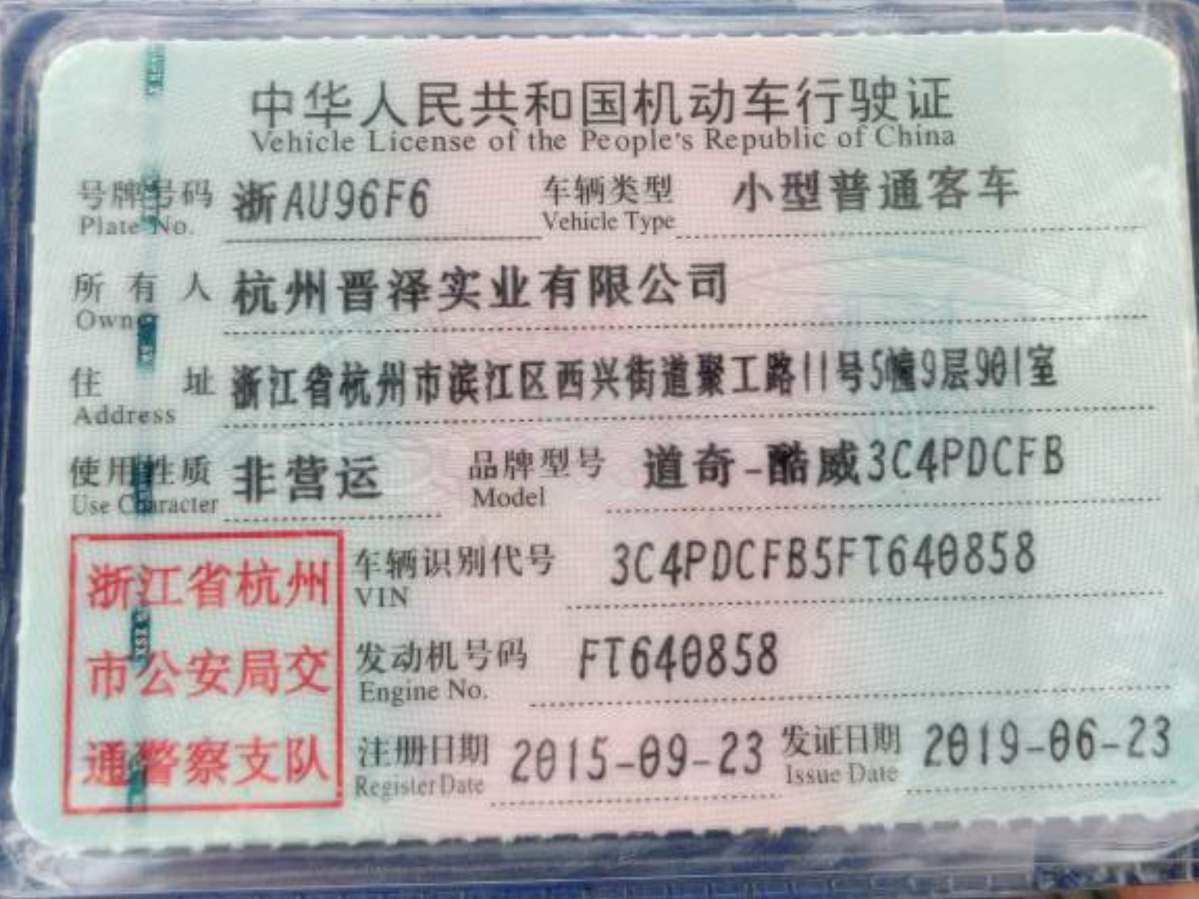 中华人民共和国机动车行驶证
Vehicle License of the People's Republic of China
号牌号码 浙AU96F6 车辆类型 小型普通客车
Plate No. Vehicle Type
所有人 杭州晋泽实业有限公司
Owner
住址 浙江省杭州市滨江区西兴街道聚工路11号5幢9层901室
Address
使用性质 非营运 品牌型号 道奇-酷威3C4PDCFB
Use Character Model
浙江省杭州
市公安局交
通警察支队
车辆识别代号 3C4PDCFB5FT640858
VIN
发动机号码 FT640858
Engine No.
注册日期 2015-09-23 发证日期 2019-06-23
Register Date Issue Date